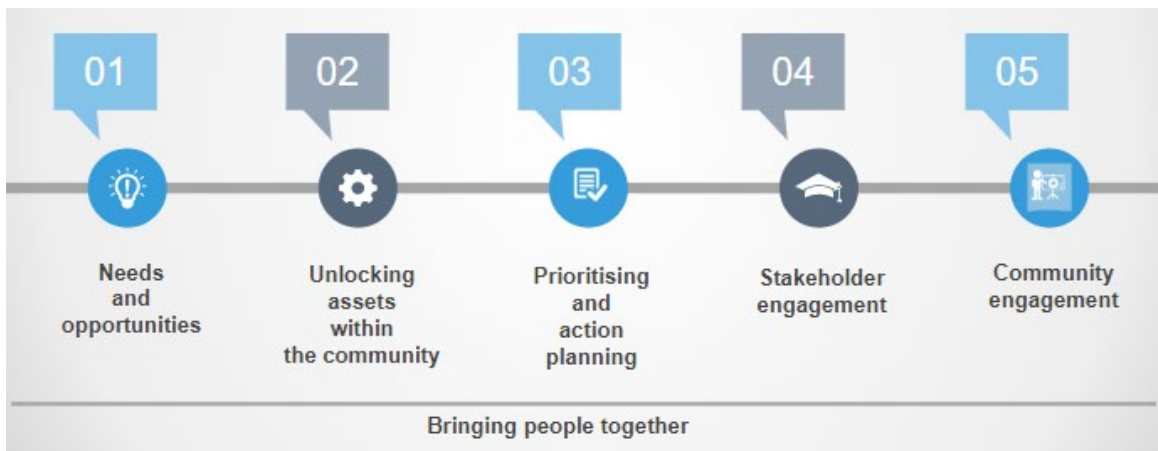 01
02
03
04
05
Needs
and
opportunities
Unlocking
assets
within
the community
Prioritising
and
action
planning
Stakeholder
engagement
Community
engagement
Bringing people together